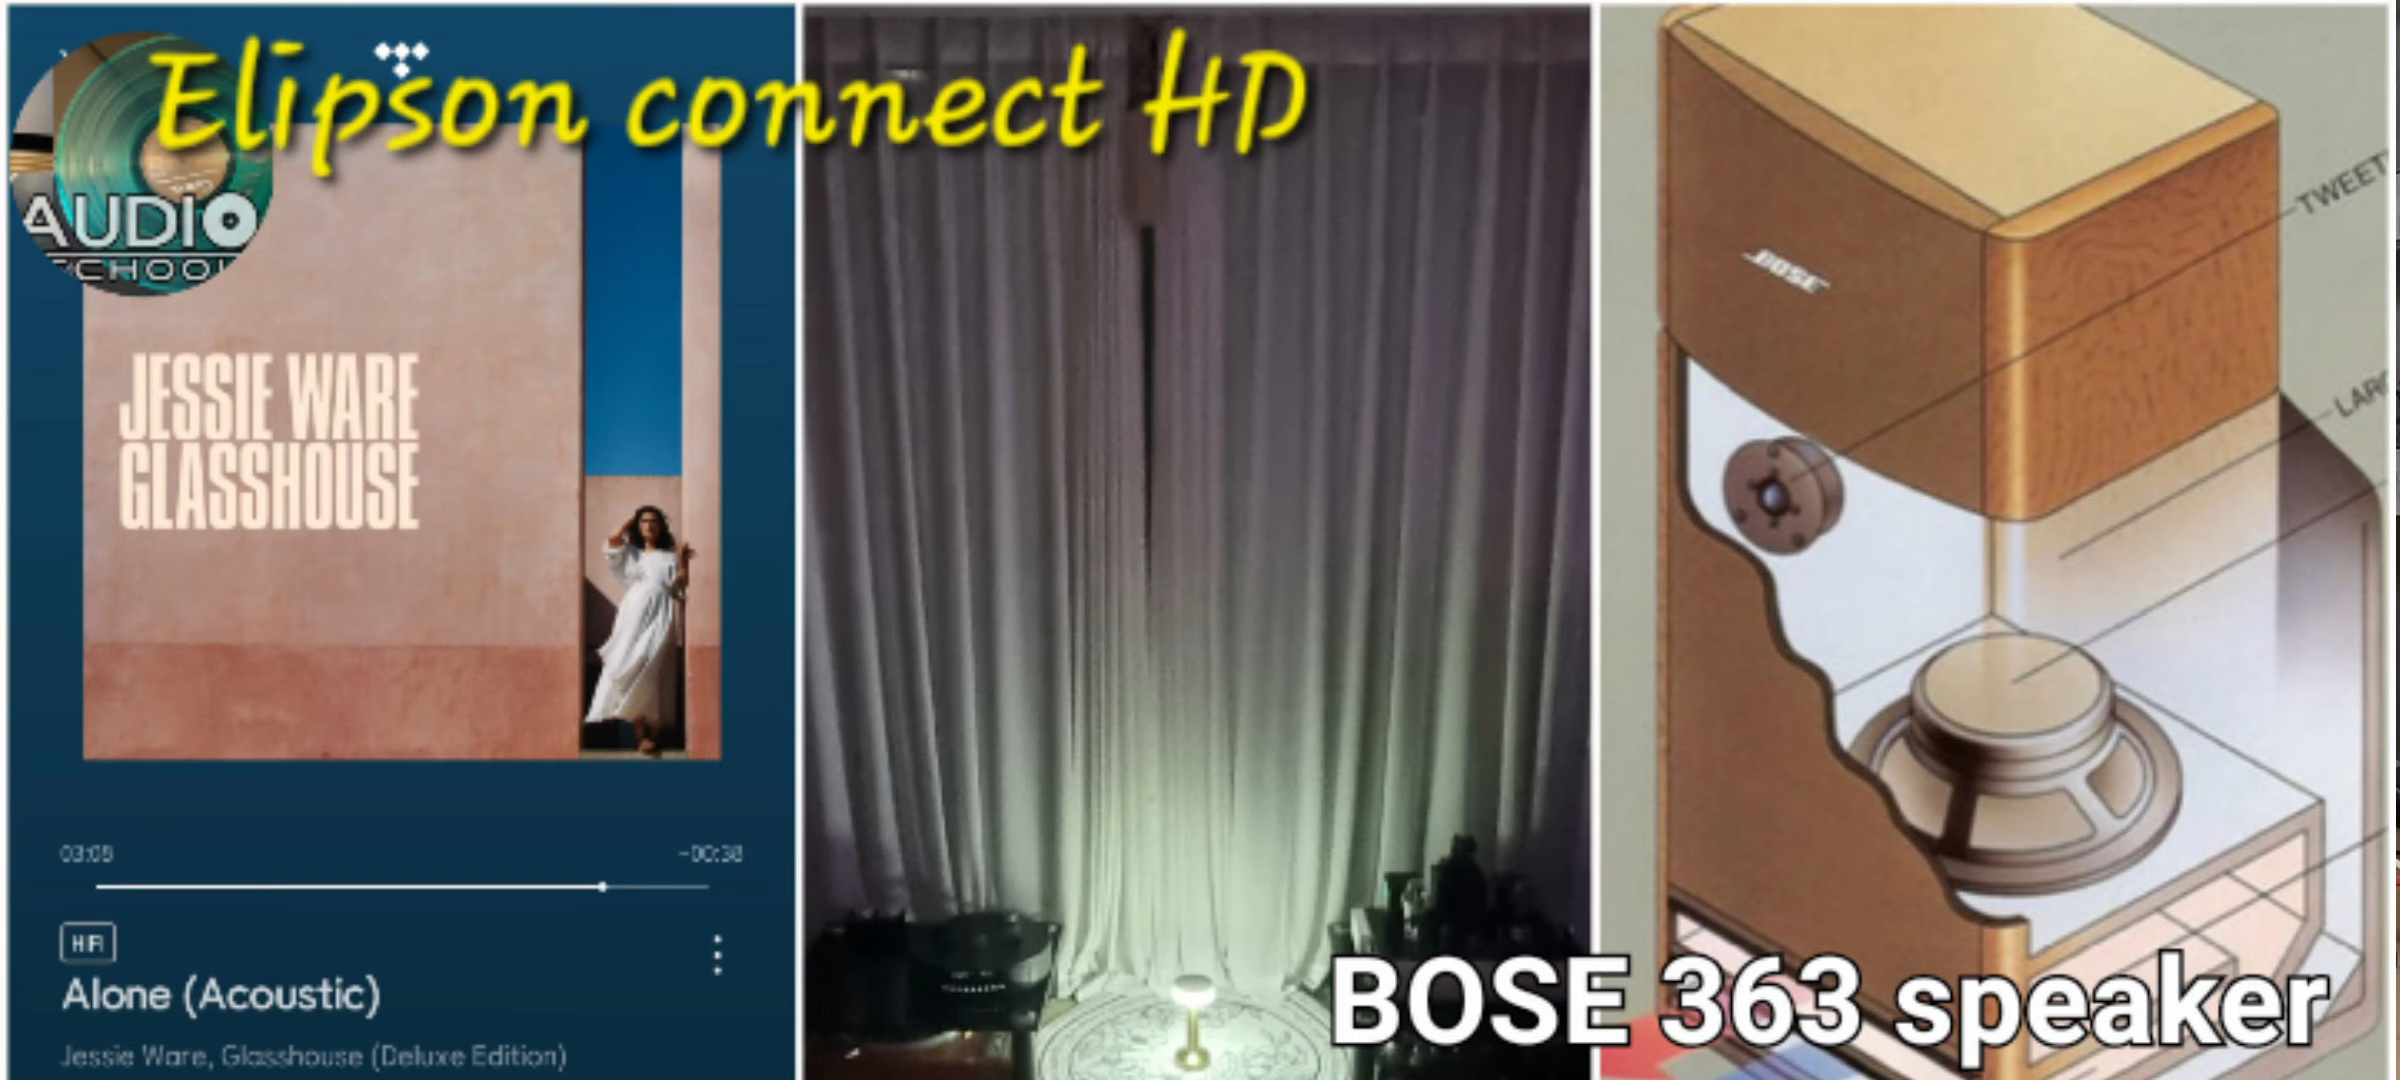 Elipson connect HD
AUDIO
SCHOOL
JESSIE WARE
GLASSHOUSE
BOSE
03:05
-00:38
HIFI
Alone (Acoustic)
Jessie Ware, Glasshouse (Deluxe Edition)
BOSE 363 speaker